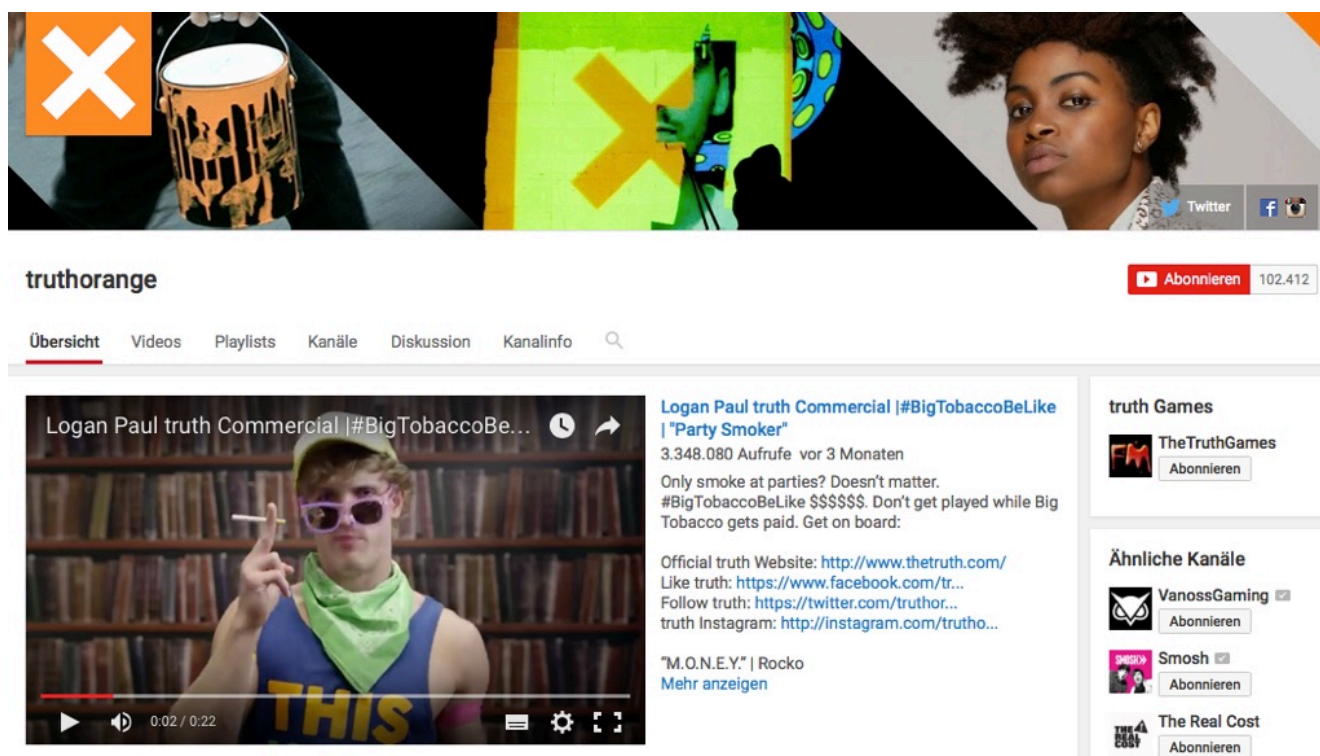 Twitter
truthorange
Abonnieren 102.412
Übersicht Videos Playlists Kanäle Diskussion Kanalinfo
Logan Paul truth Commercial |#BigTobaccoBe...
THIS
0:02 / 0:22
Logan Paul truth Commercial |#BigTobaccoBeLike
| "Party Smoker"
3.348.080 Aufrufe vor 3 Monaten
Only smoke at parties? Doesn't matter.
#BigTobaccoBeLike $$$$$$. Don't get played while Big
Tobacco gets paid. Get on board:
Official truth Website: http://www.thetruth.com/
Like truth: https://www.facebook.com/tr...
Follow truth: https://twitter.com/truthor...
truth Instagram: http://instagram.com/trutho...
"M.O.N.E.Y." | Rocko
Mehr anzeigen
truth Games
FM
TheTruthGames
Abonnieren
Ähnliche Kanäle
VanossGaming
Abonnieren
SMOSH
Smosh
Abonnieren
THE REAL COST
The Real Cost
Abonnieren